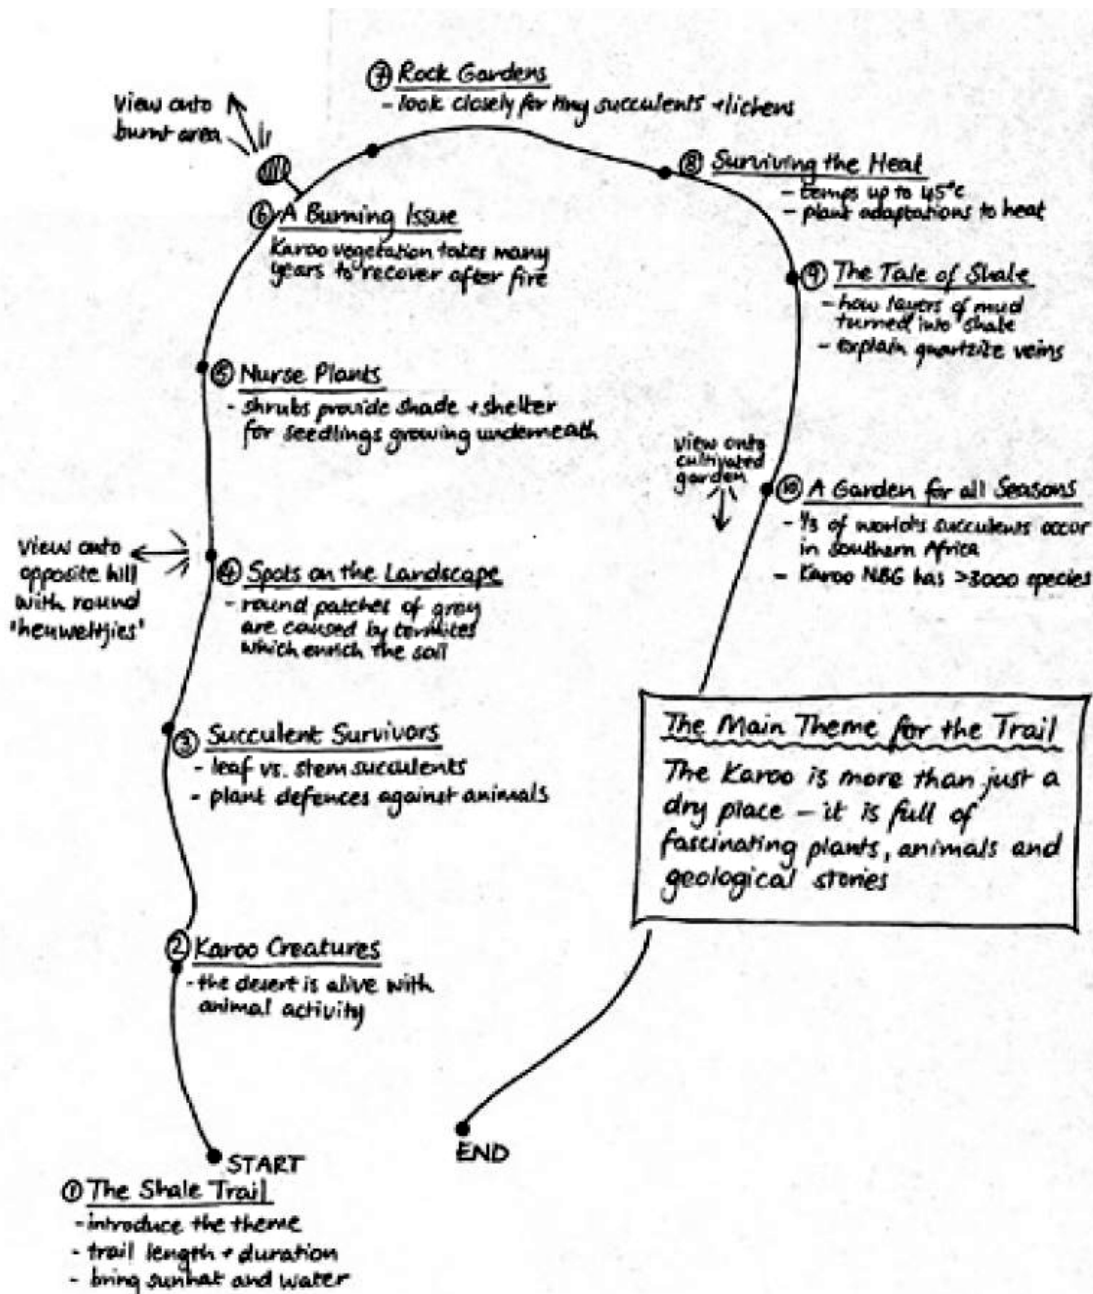 ⑦ Rock Gardens
- look closely for tiny succulents + lichens
View onto
burnt area
⑧ Surviving the Heat
- temps up to 45°c
- plant adaptations to heat
⑥ A Burning Issue
Karoo vegetation takes many
years to recover after fire
⑨ The Tale of Shale
- how layers of mud
turned into shale
- explain quartzite veins
⑤ Nurse Plants
- shrubs provide shade + shelter
for seedlings growing underneath
View onto
cultivated
garden
⑩ A Garden for all Seasons
- 1/3 of world's succulents occur
in Southern Africa
- Karoo NBG has >3000 species
View onto
opposite hill
with round
'heuweltjies'
④ Spots on the Landscape
- round patches of grey
are caused by termites
which enrich the soil
③ Succulent Survivors
- leaf vs. stem succulents
- plant defences against animals
The Main Theme for the Trail
The Karoo is more than just a
dry place – it is full of
fascinating plants, animals and
geological stories
② Karoo Creatures
- the desert is alive with
animal activity
START
END
① The Shale Trail
- introduce the theme
- trail length + duration
- bring sunhat and water